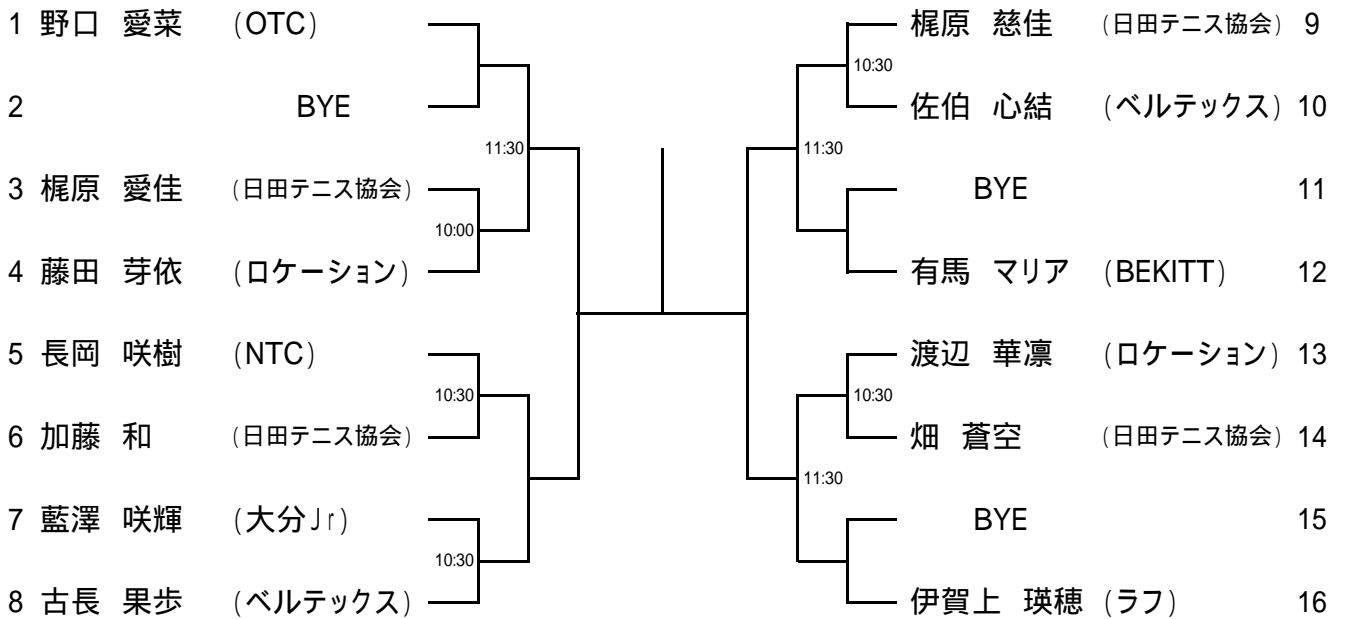 1 野口 愛菜 (OTC)
2 BYE
11:30
3 梶原 愛佳 (日田テニス協会)
10:00
4 藤田 芽依 (ロケーション)
5 長岡 咲樹 (NTC)
10:30
6 加藤 和 (日田テニス協会)
7 藍澤 咲輝 (大分Jr)
10:30
8 古長 果歩 (ベルテックス)
梶原 慈佳 (日田テニス協会) 9
10:30
佐伯 心結 (ベルテックス) 10
11:30
BYE 11
有馬 マリア (BEKITT) 12
渡辺 華凛 (ロケーション) 13
10:30
畑 蒼空 (日田テニス協会) 14
11:30
BYE 15
伊賀上 瑛穂 (ラフ) 16